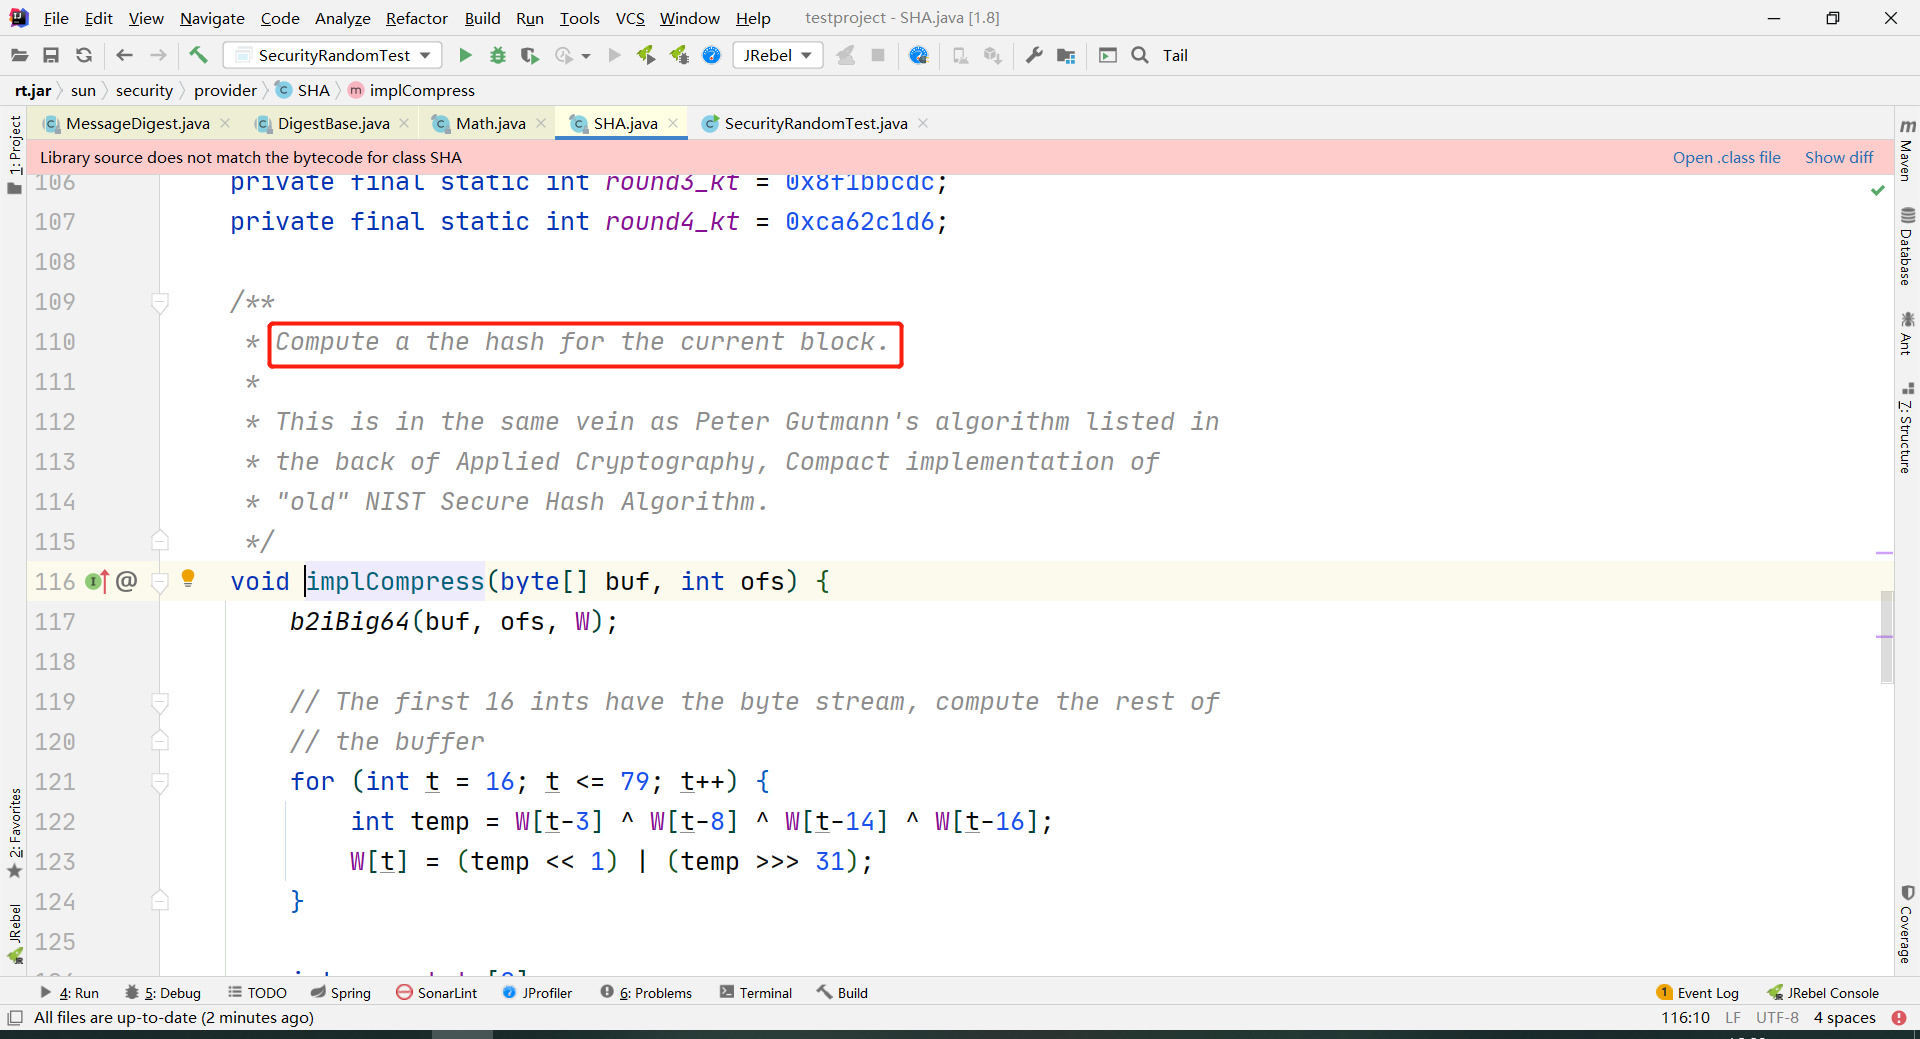 File Edit View Navigate Code Analyze Refactor Build Run Tools VCS Window Help testproject - SHA.java [1.8]
SecurityRandomTest JRebel Tail
rt.jar sun security provider SHA implCompress
MessageDigest.java DigestBase.java Math.java SHA.java SecurityRandomTest.java
Library source does not match the bytecode for class SHA Open .class file Show diff
106 private final static int round3_kt = 0x8f1bbcdc;
107 private final static int round4_kt = 0xca62c1d6;
108
109 /**
110 * Compute a the hash for the current block.
111 *
112 * This is in the same vein as Peter Gutmann's algorithm listed in
113 * the back of Applied Cryptography, Compact implementation of
114 * "old" NIST Secure Hash Algorithm.
115 */
116 void implCompress(byte[] buf, int ofs) {
117 b2iBig64(buf, ofs, W);
118
119 // The first 16 ints have the byte stream, compute the rest of
120 // the buffer
121 for (int t = 16; t <= 79; t++) {
122 int temp = W[t-3] ^ W[t-8] ^ W[t-14] ^ W[t-16];
123 W[t] = (temp << 1) | (temp >>> 31);
124 }
125
1: Project
2: Favorites
JRebel
Maven
Database
Ant
7: Structure
Coverage
4: Run 5: Debug TODO Spring SonarLint JProfiler 6: Problems Terminal Build 1 Event Log JRebel Console
All files are up-to-date (2 minutes ago) 116:10 LF UTF-8 4 spaces